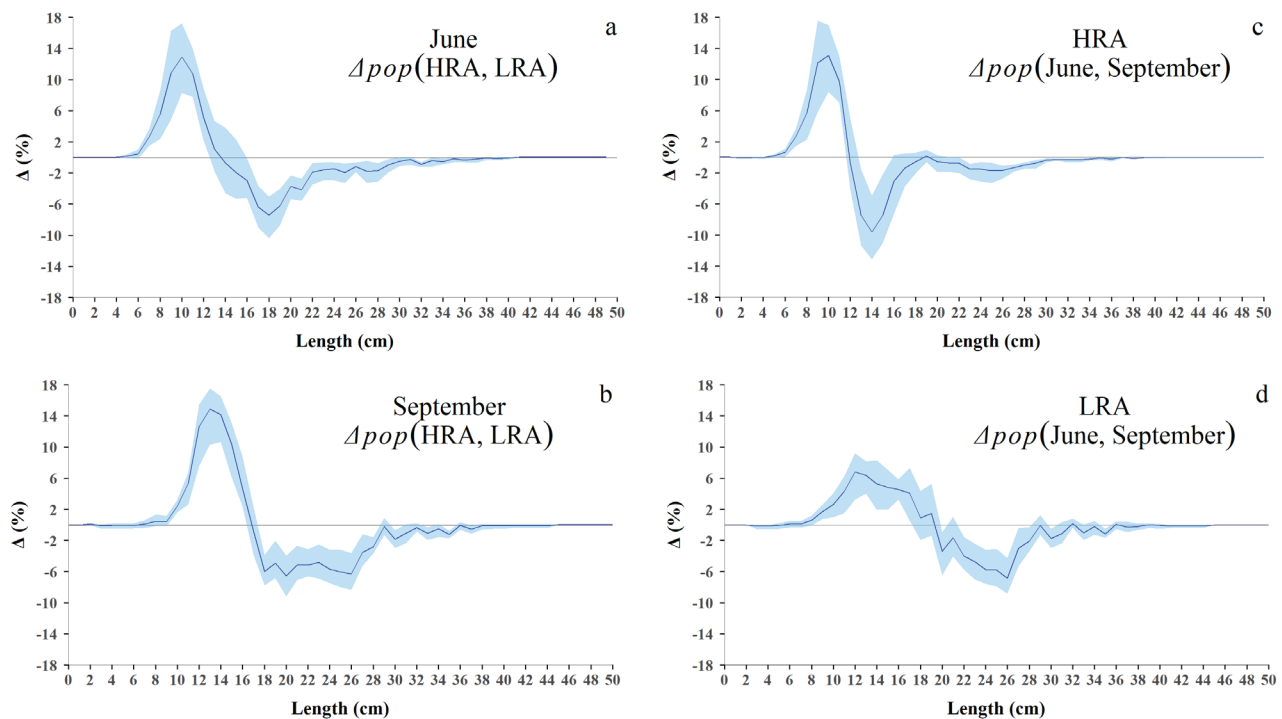 a
June
Δpop(HRA, LRA)
Δ (%)
18
14
10
6
2
-2
-6
-10
-14
-18
0 2 4 6 8 10 12 14 16 18 20 22 24 26 28 30 32 34 36 38 40 42 44 46 48 50
Length (cm)
c
HRA
Δpop(June, September)
Δ (%)
18
14
10
6
2
-2
-6
-10
-14
-18
0 2 4 6 8 10 12 14 16 18 20 22 24 26 28 30 32 34 36 38 40 42 44 46 48 50
Length (cm)
b
September
Δpop(HRA, LRA)
Δ (%)
18
14
10
6
2
-2
-6
-10
-14
-18
0 2 4 6 8 10 12 14 16 18 20 22 24 26 28 30 32 34 36 38 40 42 44 46 48 50
Length (cm)
d
LRA
Δpop(June, September)
Δ (%)
18
14
10
6
2
-2
-6
-10
-14
-18
0 2 4 6 8 10 12 14 16 18 20 22 24 26 28 30 32 34 36 38 40 42 44 46 48 50
Length (cm)